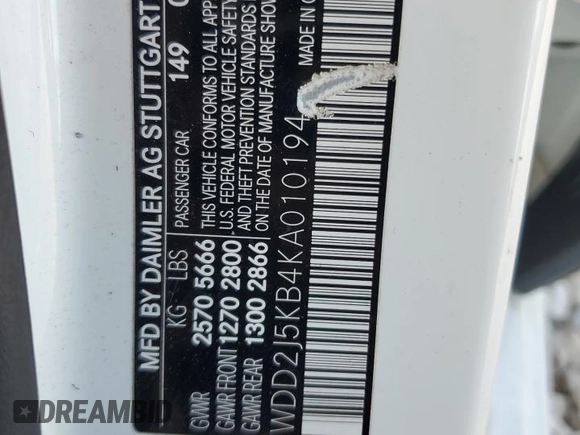 MFD BY DAIMLER AG STUTTGART
149
KG LBS PASSENGER CAR
GVWR 2570 5666 THIS VEHICLE CONFORMS TO ALL APP
GAWR FRONT 1270 2800 U.S. FEDERAL MOTOR VEHICLE SAFETY
GAWR REAR 1300 2866 AND THEFT PREVENTION STANDARDS
ON THE DATE OF MANUFACTURE SHOW
WDD2J5KB4KA010194 MADE IN
DREAMBID